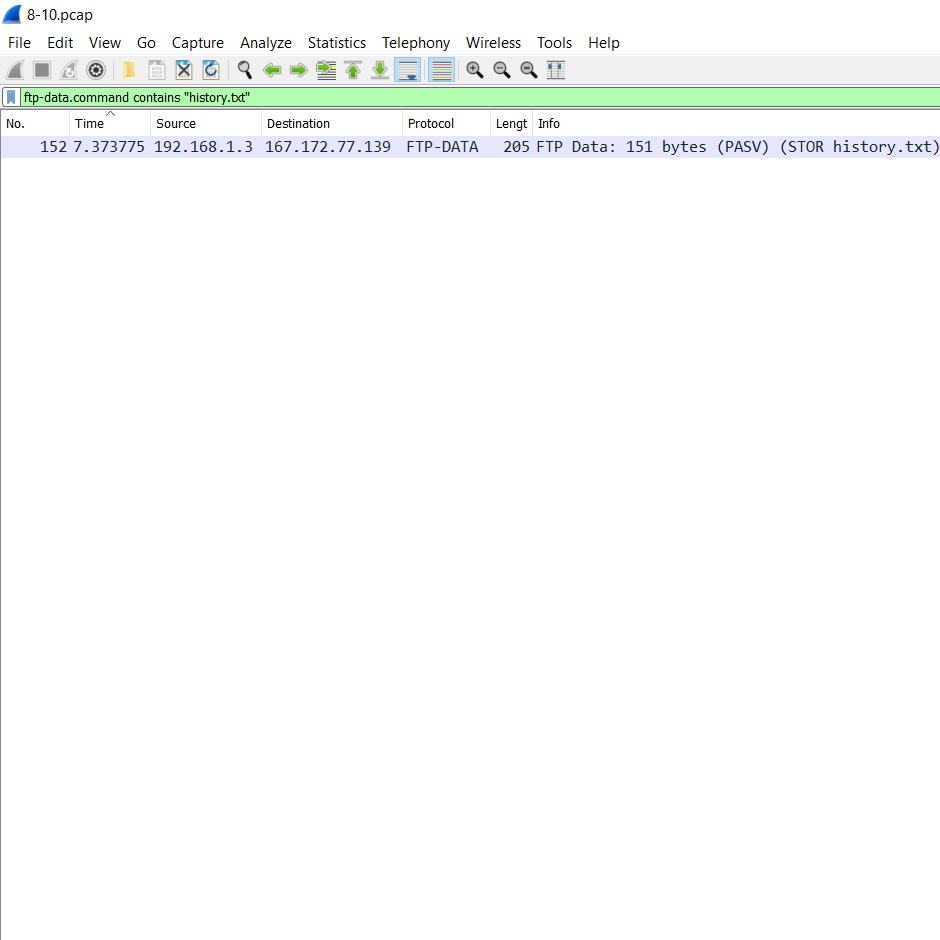 8-10.pcap
File Edit View Go Capture Analyze Statistics Telephony Wireless Tools Help
ftp-data.command contains "history.txt"
No. Time Source Destination Protocol Lengt Info
152 7.373775 192.168.1.3 167.172.77.139 FTP-DATA 205 FTP Data: 151 bytes (PASV) (STOR history.txt)